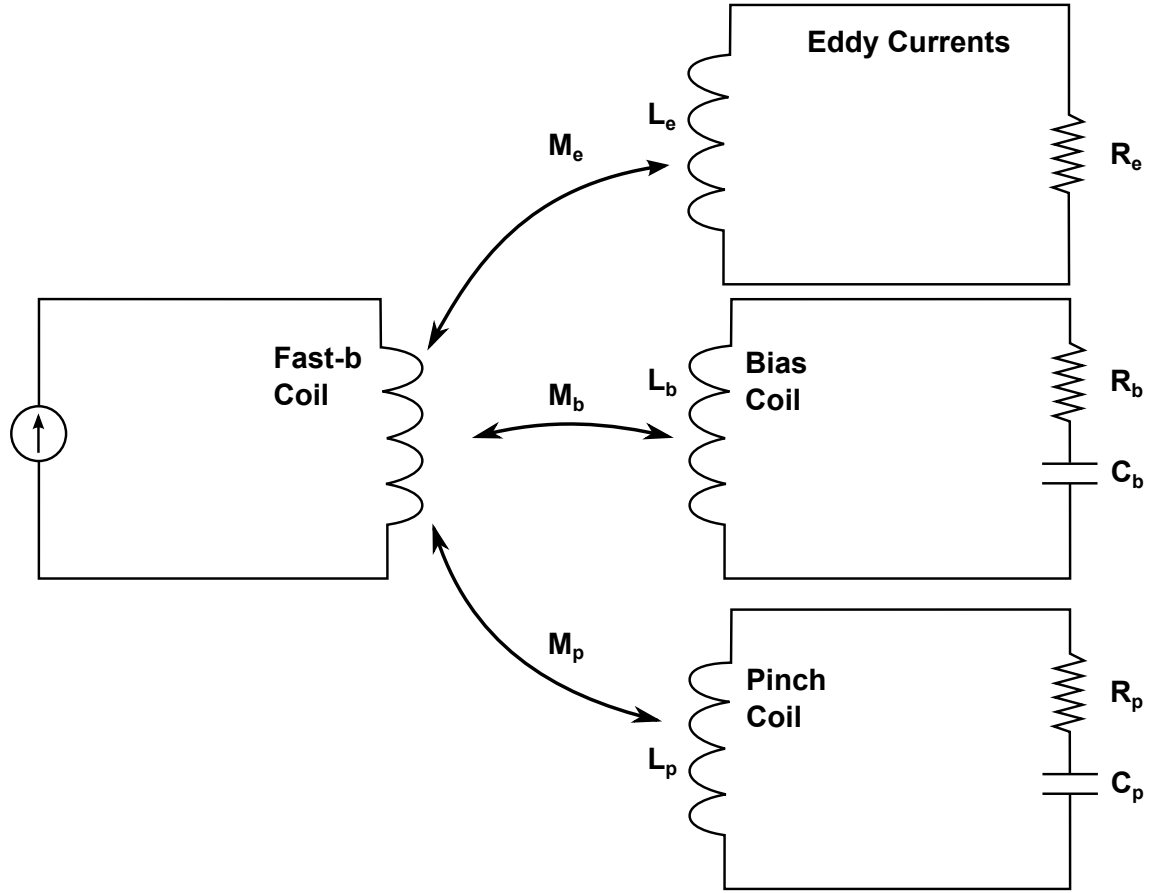 Eddy Currents
Le
Re
Me
Fast-b
Coil
Mb
Lb
Bias
Coil
Rb
Cb
Mp
Lp
Pinch
Coil
Rp
Cp